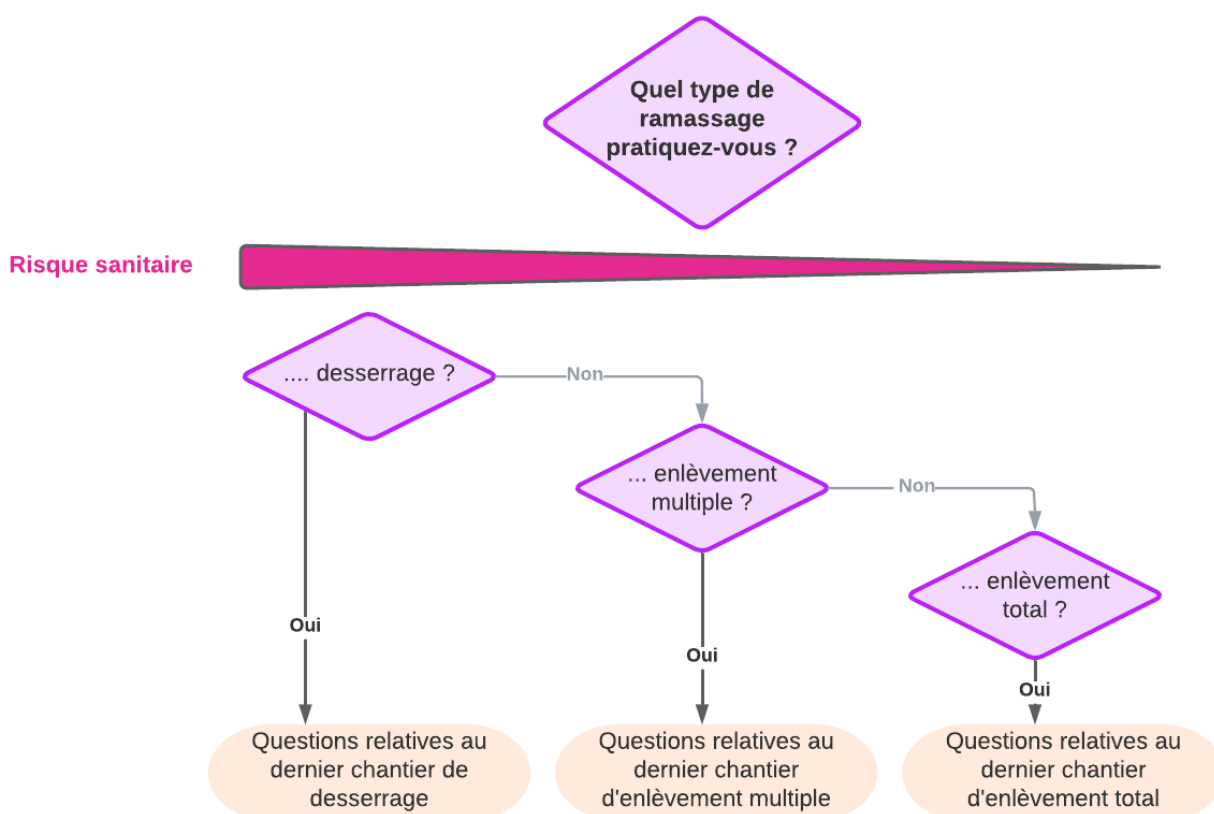 Quel type de
ramassage
pratiquez-vous ?
Risque sanitaire
.... desserrage ?
Non
... enlèvement
multiple ?
Non
... enlèvement
total ?
Oui
Oui
Oui
Questions relatives au
dernier chantier de
desserrage
Questions relatives au
dernier chantier
d'enlèvement multiple
Questions relatives au
dernier chantier
d'enlèvement total